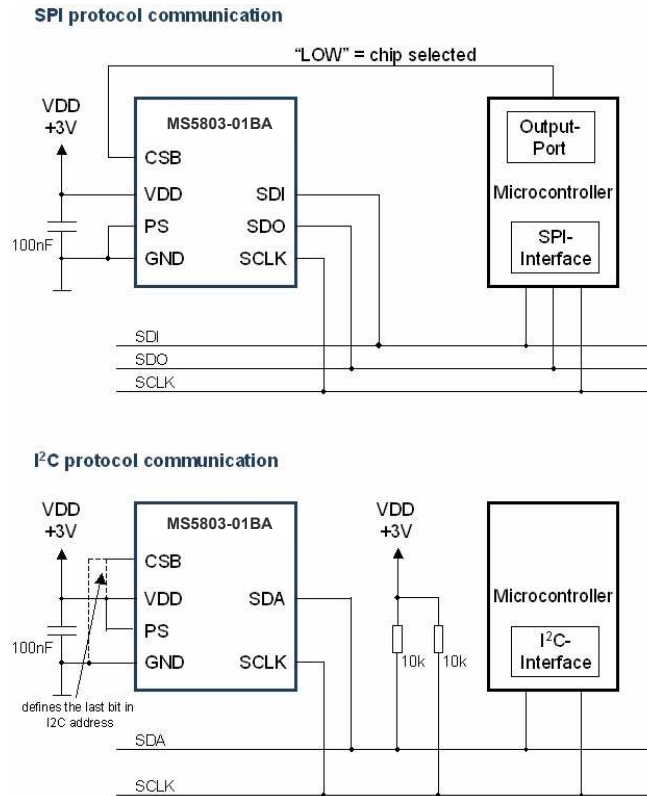 SPI protocol communication
"LOW" = chip selected
VDD
+3V
100nF
MS5803-01BA
CSB
VDD
PS
GND
SDI
SDO
SCLK
Output-
Port
Microcontroller
SPI-
Interface
SDI
SDO
SCLK
I²C protocol communication
VDD
+3V
100nF
MS5803-01BA
CSB
VDD
PS
GND
SDA
SCLK
defines the last bit in
I2C address
VDD
+3V
10k
10k
Microcontroller
I²C-
Interface
SDA
SCLK